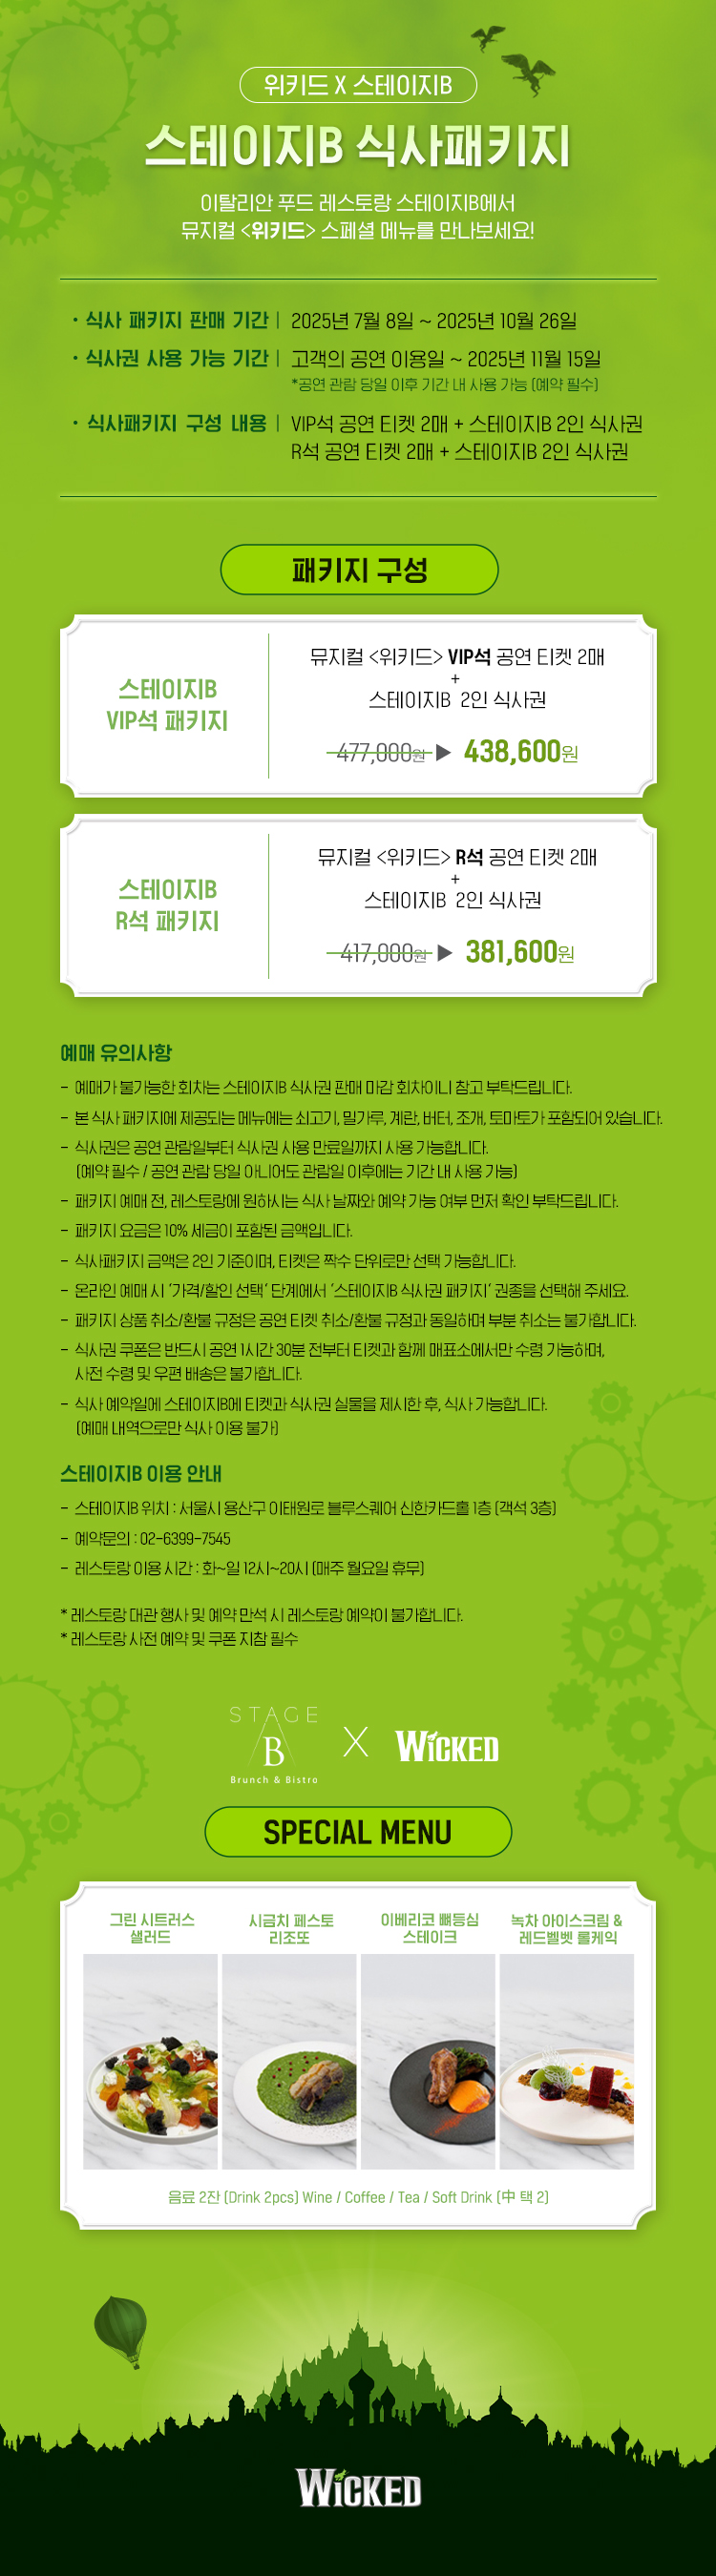 위키드 X 스테이지B
스테이지B 식사패키지
이탈리안 푸드 레스토랑 스테이지B에서
뮤지컬 <위키드> 스페셜 메뉴를 만나보세요!
· 식사 패키지 판매 기간 | 2025년 7월 8일 ~ 2025년 10월 26일
· 식사권 사용 가능 기간 | 고객의 공연 이용일 ~ 2025년 11월 15일
*공연 관람 당일 이후 기간 내 사용 가능 (예약 필수)
· 식사패키지 구성 내용 | VIP석 공연 티켓 2매 + 스테이지B 2인 식사권
R석 공연 티켓 2매 + 스테이지B 2인 식사권
패키지 구성
스테이지B
VIP석 패키지
뮤지컬 <위키드> VIP석 공연 티켓 2매
+
스테이지B 2인 식사권
477,000원 ▶ 438,600원
스테이지B
R석 패키지
뮤지컬 <위키드> R석 공연 티켓 2매
+
스테이지B 2인 식사권
417,000원 ▶ 381,600원
예매 유의사항
- 예매가 불가능한 회차는 스테이지B 식사권 판매 마감 회차이니 참고 부탁드립니다.
- 본 식사 패키지에 제공되는 메뉴에는 쇠고기, 밀가루, 계란, 버터, 조개, 토마토가 포함되어 있습니다.
- 식사권은 공연 관람일부터 식사권 사용 만료일까지 사용 가능합니다.
(예약 필수 / 공연 관람 당일 아니어도 관람일 이후에는 기간 내 사용 가능)
- 패키지 예매 전, 레스토랑에 원하시는 식사 날짜와 예약 가능 여부 먼저 확인 부탁드립니다.
- 패키지 요금은 10% 세금이 포함된 금액입니다.
- 식사패키지 금액은 2인 기준이며, 티켓은 짝수 단위로만 선택 가능합니다.
- 온라인 예매 시 '가격/할인 선택' 단계에서 '스테이지B 식사권 패키지' 권종을 선택해 주세요.
- 패키지 상품 취소/환불 규정은 공연 티켓 취소/환불 규정과 동일하며 부분 취소는 불가합니다.
- 식사권 쿠폰은 반드시 공연 1시간 30분 전부터 티켓과 함께 매표소에서만 수령 가능하며,
사전 수령 및 우편 배송은 불가합니다.
- 식사 예약일에 스테이지B에 티켓과 식사권 실물을 제시한 후, 식사 가능합니다.
(예매 내역으로만 식사 이용 불가)
스테이지B 이용 안내
- 스테이지B 위치 : 서울시 용산구 이태원로 블루스퀘어 신한카드홀 1층 (객석 3층)
- 예약문의 : 02-6399-7545
- 레스토랑 이용 시간 : 화~일 12시~20시 (매주 월요일 휴무)
* 레스토랑 대관 행사 및 예약 만석 시 레스토랑 예약이 불가합니다.
* 레스토랑 사전 예약 및 쿠폰 지참 필수
STAGE
B
Brunch & Bistro
X
WICKED
SPECIAL MENU
그린 시트러스
샐러드
시금치 페스토
리조또
이베리코 뼈등심
스테이크
녹차 아이스크림 &
레드벨벳 롤케익
음료 2잔 (Drink 2pcs) Wine / Coffee / Tea / Soft Drink (中 택 2)
WICKED